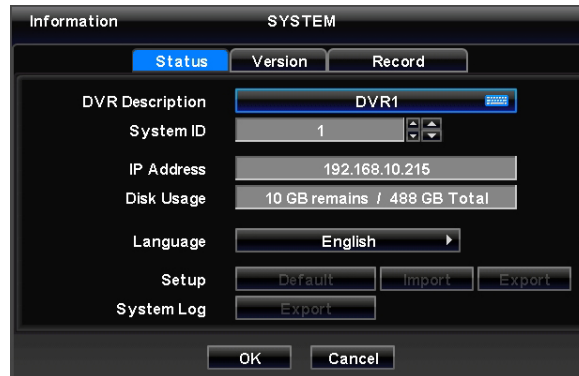 Information SYSTEM
Status Version Record
DVR Description DVR1
System ID 1
IP Address 192.168.10.215
Disk Usage 10 GB remains / 488 GB Total
Language English
Setup Default Import Export
System Log Export
OK Cancel